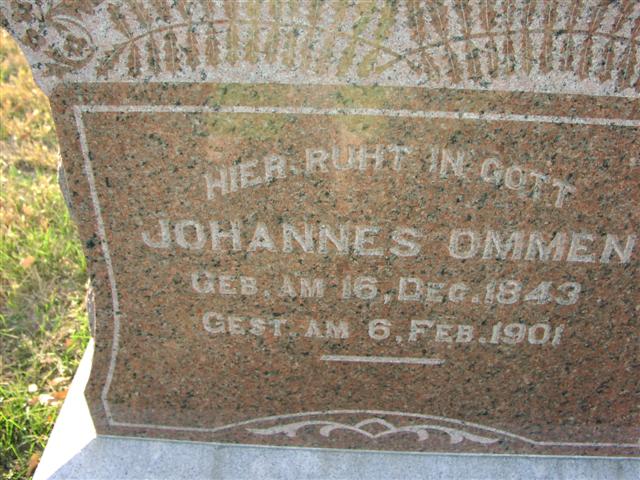 HIER RUHT IN GOTT
JOHANNES OMMEN
GEB. AM 16. DEC. 1843
GEST. AM 6. FEB. 1901